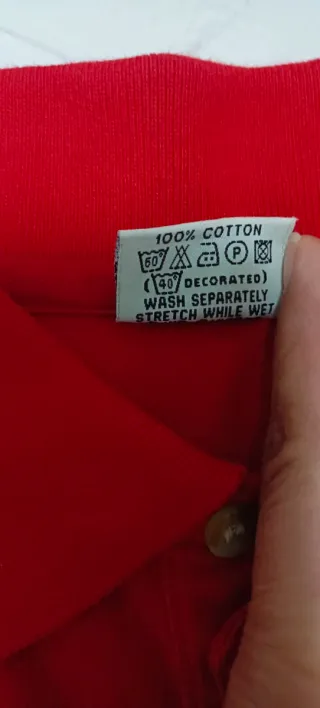 100% COTTON
60° P
(40° DECORATED)
WASH SEPARATELY
STRETCH WHILE WET